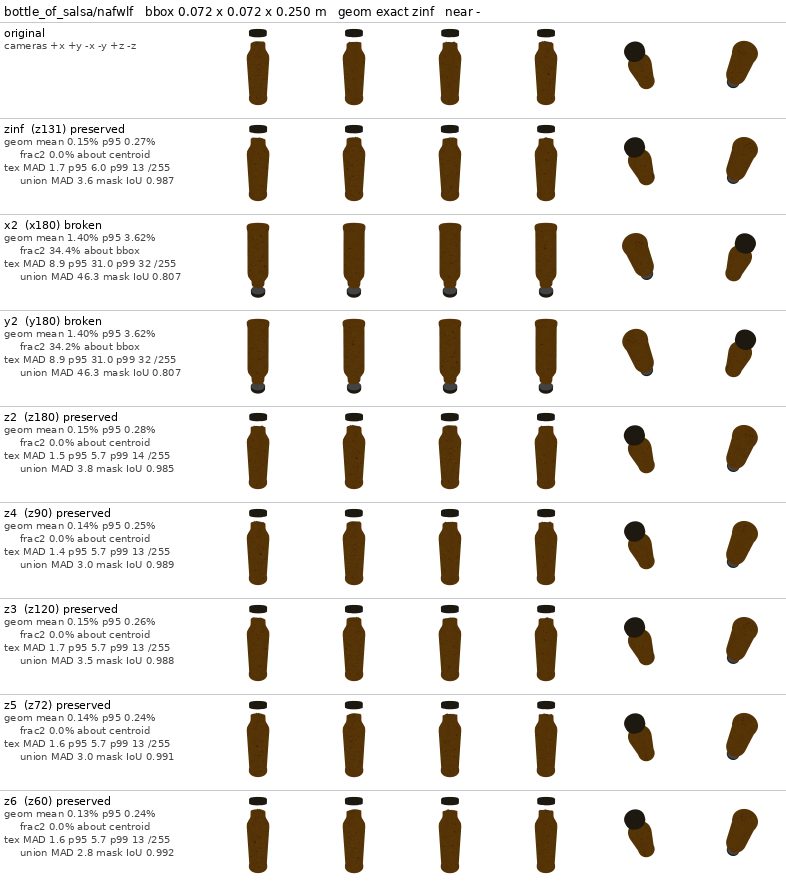 bottle_of_salsa/nafwlf   bbox 0.072 x 0.072 x 0.250 m   geom exact zinf   near -
original
cameras +x +y -x -y +z -z
zinf  (z131) preserved
geom mean 0.15% p95 0.27%
frac2 0.0% about centroid
tex MAD 1.7 p95 6.0 p99 13 /255
union MAD 3.6 mask IoU 0.987
x2  (x180) broken
geom mean 1.40% p95 3.62%
frac2 34.4% about bbox
tex MAD 8.9 p95 31.0 p99 32 /255
union MAD 46.3 mask IoU 0.807
y2  (y180) broken
geom mean 1.40% p95 3.62%
frac2 34.2% about bbox
tex MAD 8.9 p95 31.0 p99 32 /255
union MAD 46.3 mask IoU 0.807
z2  (z180) preserved
geom mean 0.15% p95 0.28%
frac2 0.0% about centroid
tex MAD 1.5 p95 5.7 p99 14 /255
union MAD 3.8 mask IoU 0.985
z4  (z90) preserved
geom mean 0.14% p95 0.25%
frac2 0.0% about centroid
tex MAD 1.4 p95 5.7 p99 13 /255
union MAD 3.0 mask IoU 0.989
z3  (z120) preserved
geom mean 0.15% p95 0.26%
frac2 0.0% about centroid
tex MAD 1.7 p95 5.7 p99 13 /255
union MAD 3.5 mask IoU 0.988
z5  (z72) preserved
geom mean 0.14% p95 0.24%
frac2 0.0% about centroid
tex MAD 1.6 p95 5.7 p99 13 /255
union MAD 3.0 mask IoU 0.991
z6  (z60) preserved
geom mean 0.13% p95 0.24%
frac2 0.0% about centroid
tex MAD 1.6 p95 5.7 p99 13 /255
union MAD 2.8 mask IoU 0.992